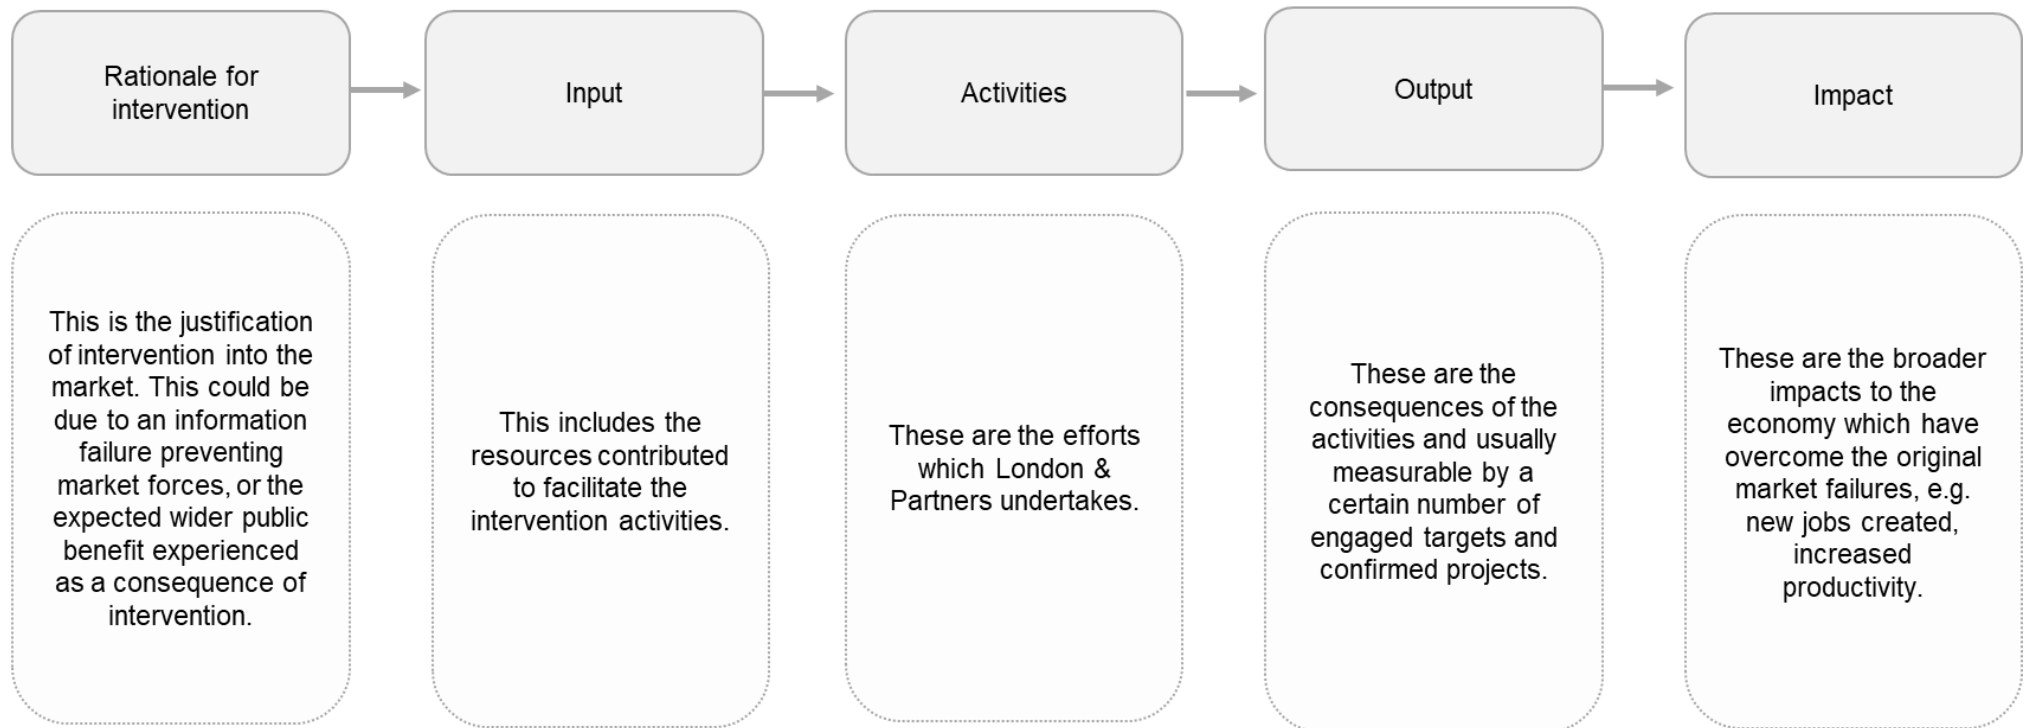 Rationale for
intervention
Input
Activities
Output
Impact
This is the justification
of intervention into the
market. This could be
due to an information
failure preventing
market forces, or the
expected wider public
benefit experienced
as a consequence of
intervention.
This includes the
resources contributed
to facilitate the
intervention activities.
These are the efforts
which London &
Partners undertakes.
These are the
consequences of the
activities and usually
measurable by a
certain number of
engaged targets and
confirmed projects.
These are the broader
impacts to the
economy which have
overcome the original
market failures, e.g.
new jobs created,
increased
productivity.